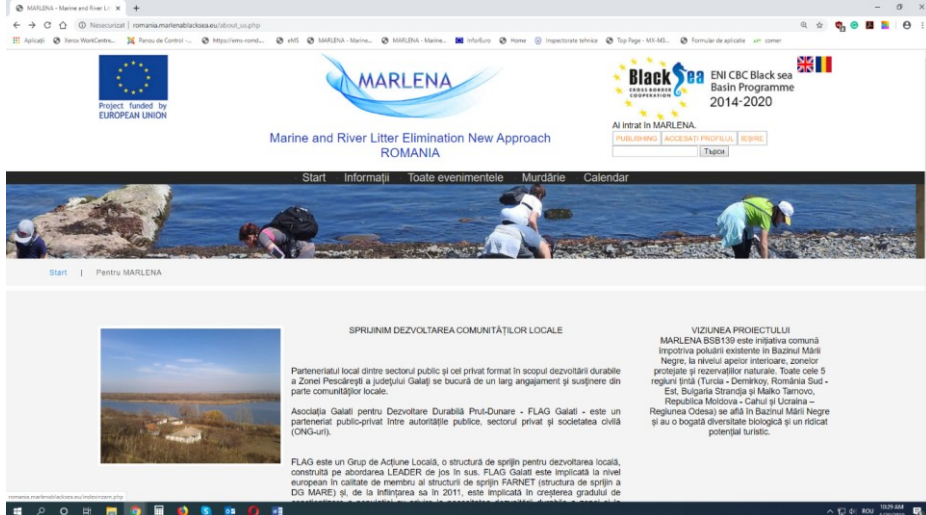 MARLENA - Marine and River Lit
Nesecurizat | romania.marlenablacksea.eu/about_us.php
Aplicații Xerox WorkCentre... Panou de Control -... eMS MARLENA - Marine... MARLENA - Marine... InforEuro Home Inspectorate tehnice Formular de aplicatie comer
Project funded by
EUROPEAN UNION
MARLENA
Marine and River Litter Elimination New Approach
ROMANIA
Black Sea
CROSS BORDER
COOPERATION
ENI CBC Black sea
Basin Programme
2014-2020
Ai intrat în MARLENA.
PUBLISHING ACCESAȚI PROFILUL IEȘIRE
Търси
Start Informații Toate evenimentele Murdărie Calendar
Start | Pentru MARLENA
SPRIJINIM DEZVOLTAREA COMUNITĂȚILOR LOCALE
Parteneriatul local dintre sectorul public și cel privat format în scopul dezvoltării durabile
a Zonei Pescărești a județului Galați se bucură de un larg angajament și susținere din
parte comunităților locale.
Asociația Galati pentru Dezvoltare Durabilă Prut-Dunare - FLAG Galati - este un
parteneriat public-privat între autoritățile publice, sectorul privat și societatea civilă
(ONG-uri).
FLAG este un Grup de Acțiune Locală, o structură de sprijin pentru dezvoltarea locală,
construită pe abordarea LEADER de jos în sus. FLAG Galati este implicată la nivel
european în calitate de membru al structurii de sprijin FARNET (structura de sprijin a
DG MARE) și, de la înființarea sa în 2011, este implicată în creșterea gradului de
VIZIUNEA PROIECTULUI
MARLENA BSB139 este inițiativa comună
împotriva poluării existente în Bazinul Mării
Negre, la nivelul apelor interioare, zonelor
protejate și rezervațiilor naturale. Toate cele 5
regiuni țintă (Turcia - Demirkoy, România Sud -
Est, Bulgaria Strandja și Malko Tarnovo,
Republica Moldova - Cahul și Ucraina –
Regiunea Odesa) se află în Bazinul Mării Negre
și au o bogată diversitate biologică și un ridicat
potențial turistic.
romania.marlenablacksea.eu/indexroam.php
ROU 10:29 AM